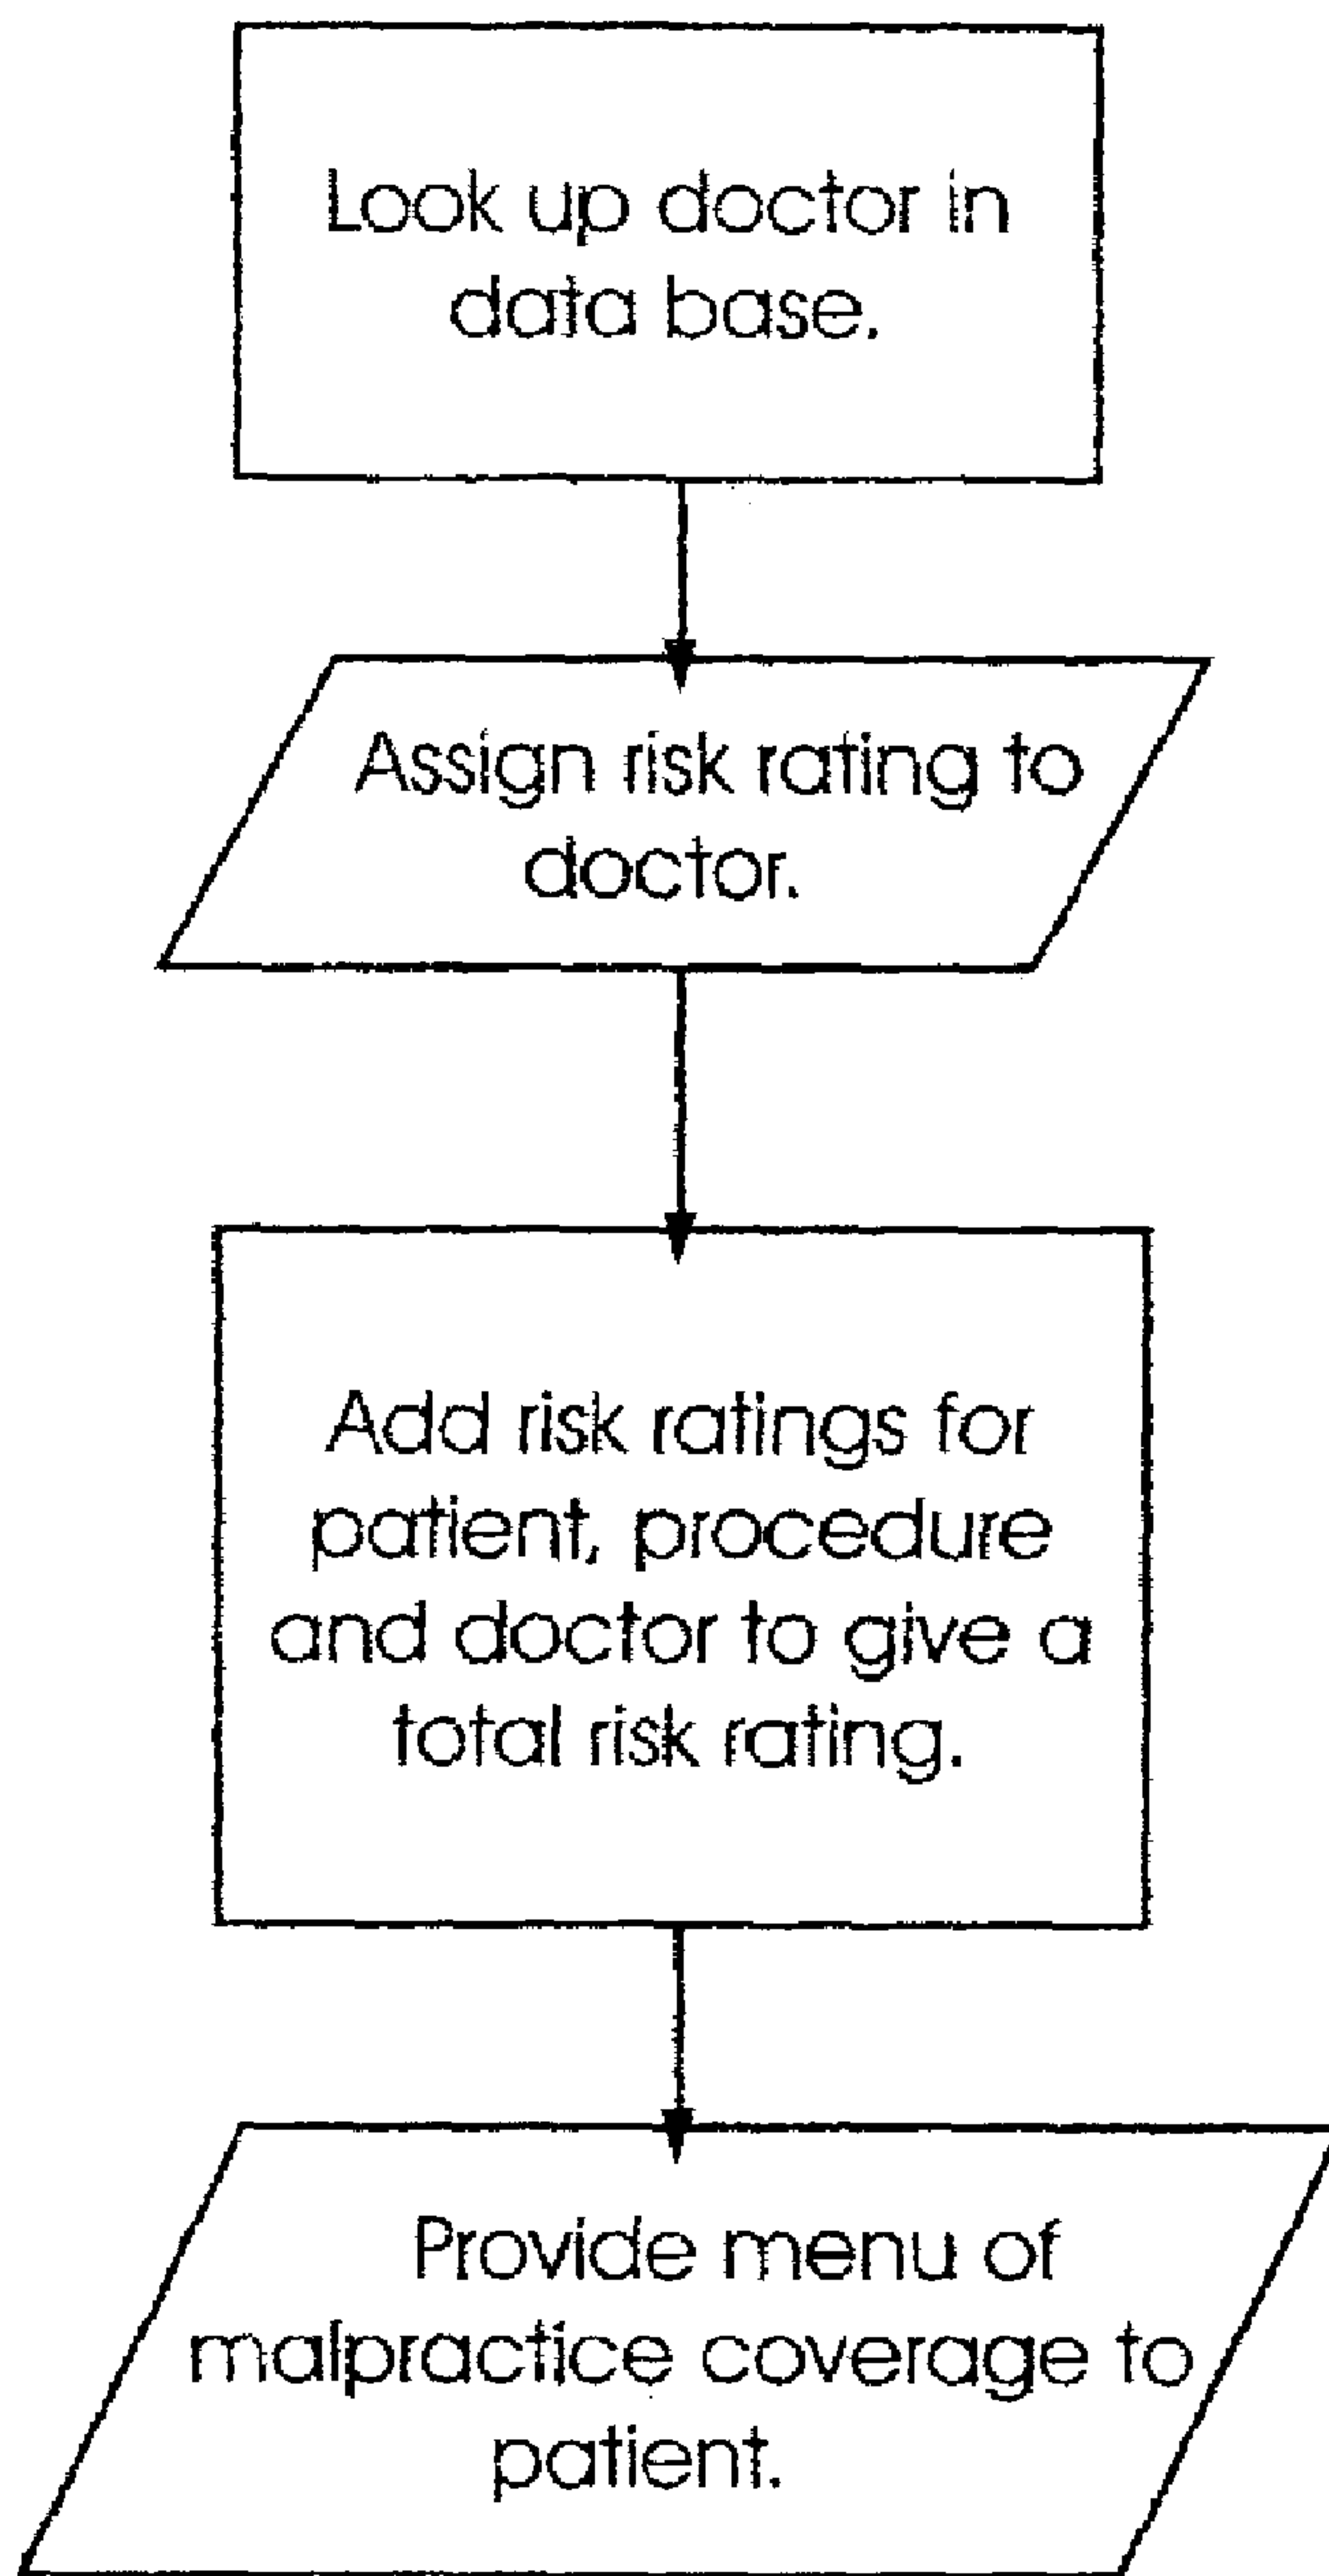 Look up doctor in
data base.
Assign risk rating to
doctor.
Add risk ratings for
patient, procedure
and doctor to give a
total risk rating.
Provide menu of
malpractice coverage to
patient.